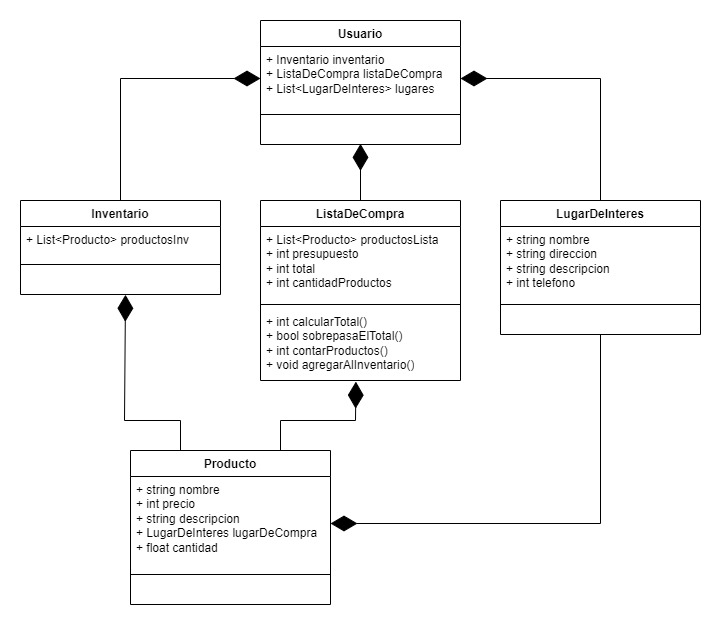 Usuario
+ Inventario inventario
+ ListaDeCompra listaDeCompra
+ List<LugarDeInteres> lugares
Inventario
+ List<Producto> productosInv
ListaDeCompra
+ List<Producto> productosLista
+ int presupuesto
+ int total
+ int cantidadProductos
+ int calcularTotal()
+ bool sobrepasaElTotal()
+ int contarProductos()
+ void agregarAlInventario()
LugarDeInteres
+ string nombre
+ string direccion
+ string descripcion
+ int telefono
Producto
+ string nombre
+ int precio
+ string descripcion
+ LugarDeInteres lugarDeCompra
+ float cantidad